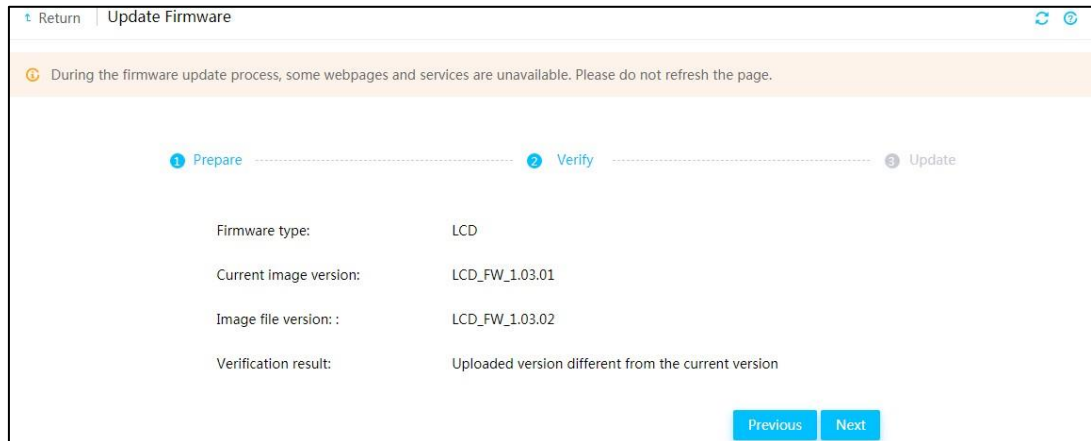 Return Update Firmware
During the firmware update process, some webpages and services are unavailable. Please do not refresh the page.
1 Prepare 2 Verify 3 Update
Firmware type: LCD
Current image version: LCD_FW_1.03.01
Image file version: : LCD_FW_1.03.02
Verification result: Uploaded version different from the current version
Previous Next